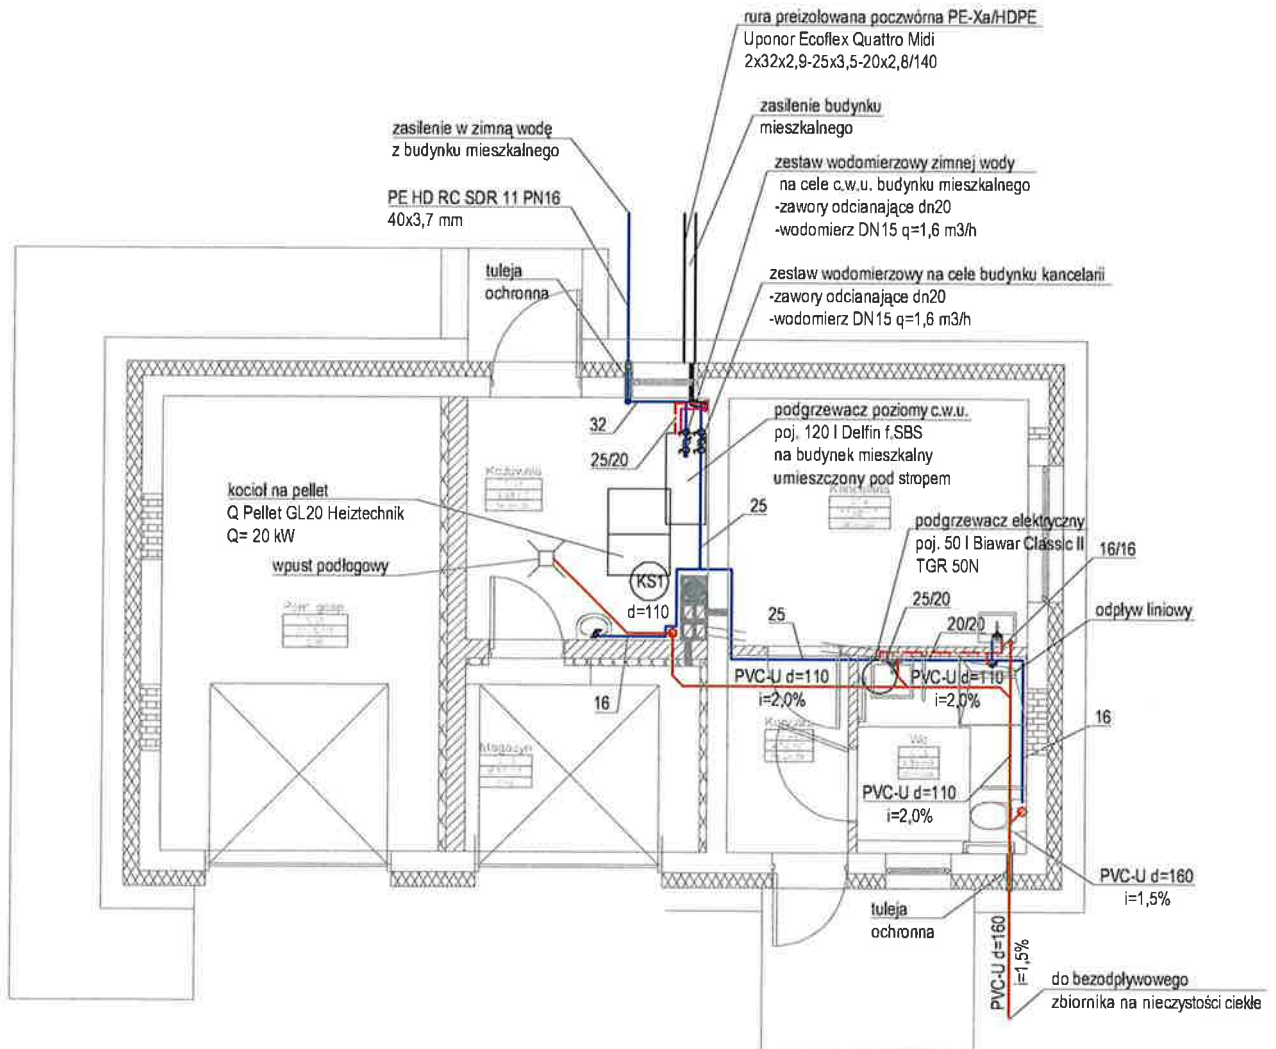 rura preizolowana poczwórna PE-Xa/HDPE
Uponor Ecoflex Quattro Midi
2x32x2,9-25x3,5-20x2,8/140
zasilenie budynku
mieszkalnego
zasilenie w zimną wodę
z budynku mieszkalnego
zestaw wodomierzowy zimnej wody
na cele c.w.u. budynku mieszkalnego
-zawory odcianające dn20
-wodomierz DN15 q=1,6 m3/h
PE HD RC SDR 11 PN16
40x3,7 mm
tuleja
ochronna
zestaw wodomierzowy na cele budynku kancelarii
-zawory odcianające dn20
-wodomierz DN15 q=1,6 m3/h
32
25/20
podgrzewacz poziomy c.w.u.
poj. 120 l Delfin f.SBS
na budynek mieszkalny
umieszczony pod stropem
Kotłownia
Kancelaria
kocioł na pellet
Q Pellet GL20 Heiztechnik
Q= 20 kW
25
podgrzewacz elektryczny
poj. 50 l Biawar Classic II
TGR 50N
16/16
wpust podłogowy
KS1
d=110
25/20
odpływ liniowy
Pom. gosp.
25
20/20
16
PVC-U d=110
i=2,0%
PVC-U d=110
i=2,0%
16
Magazyn
Wc
PVC-U d=110
i=2,0%
PVC-U d=160
i=1,5%
tuleja
ochronna
PVC-U d=160
i=1,5%
do bezodpływowego
zbiornika na nieczystości ciekłe